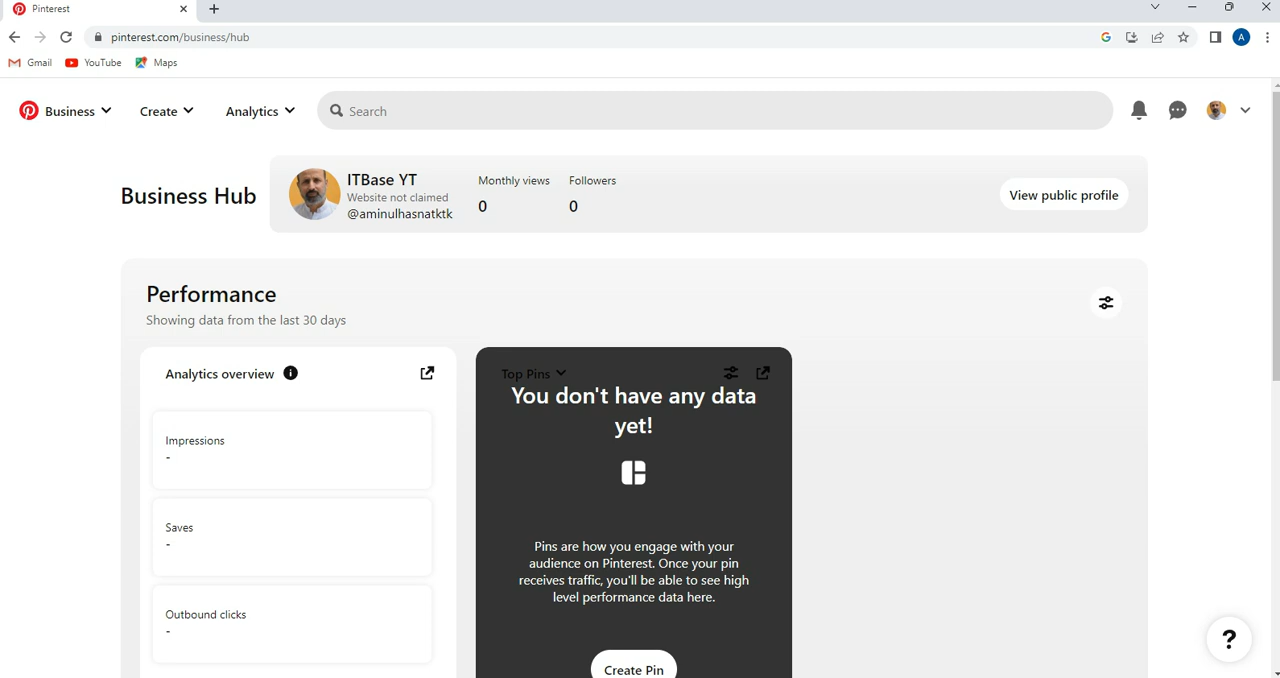 Pinterest
pinterest.com/business/hub
Gmail YouTube Maps
A
Business Create Analytics Search
Business Hub
ITBase YT
Website not claimed
@aminulhasnatktk
Monthly views
0
Followers
0
View public profile
Performance
Showing data from the last 30 days
Analytics overview
Impressions
-
Saves
-
Outbound clicks
-
Top Pins
You don't have any data
yet!
Pins are how you engage with your
audience on Pinterest. Once your pin
receives traffic, you'll be able to see high
level performance data here.
Create Pin
?